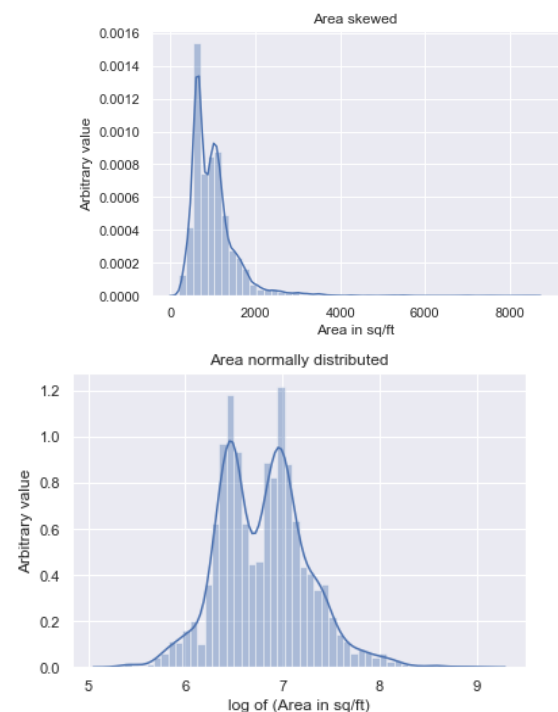 Area skewed
0.0016
0.0014
0.0012
0.0010
0.0008
0.0006
0.0004
0.0002
0.0000
Arbitrary value
0 2000 4000 6000 8000
Area in sq/ft
Area normally distributed
1.2
1.0
0.8
0.6
0.4
0.2
0.0
Arbitrary value
5 6 7 8 9
log of (Area in sq/ft)